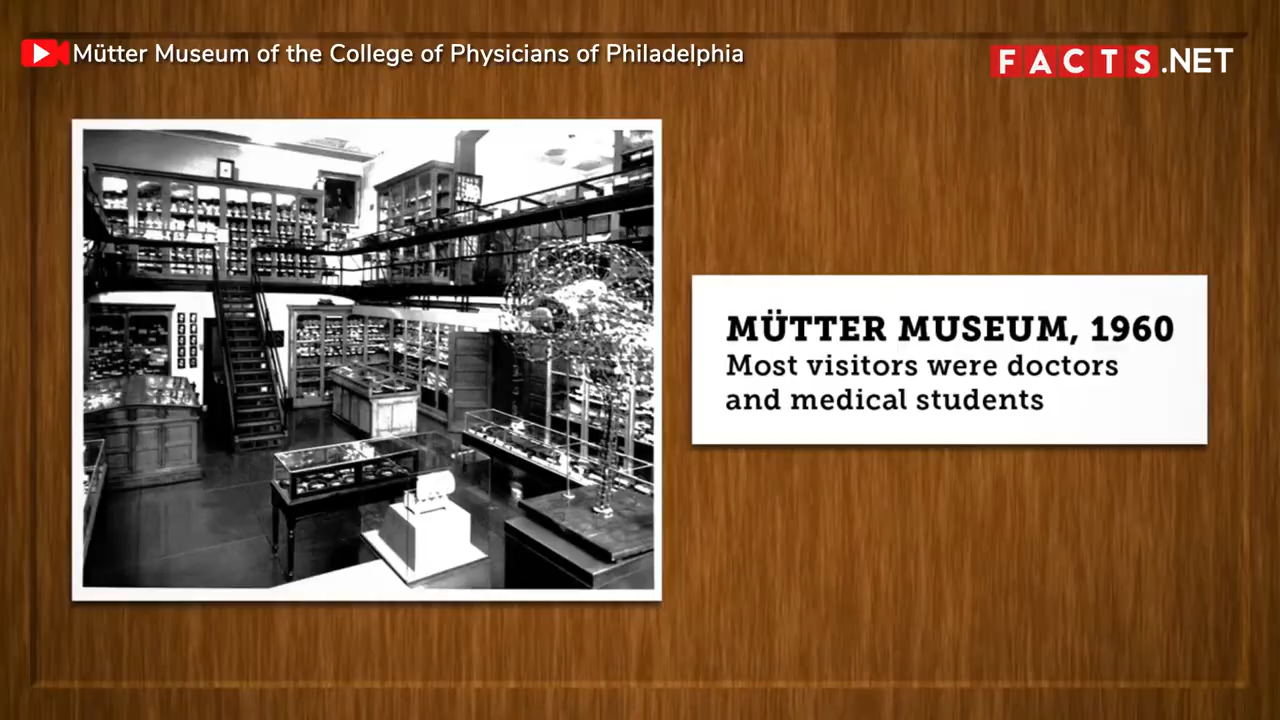 Mütter Museum of the College of Physicians of Philadelphia
FACTS.NET
MÜTTER MUSEUM, 1960
Most visitors were doctors
and medical students